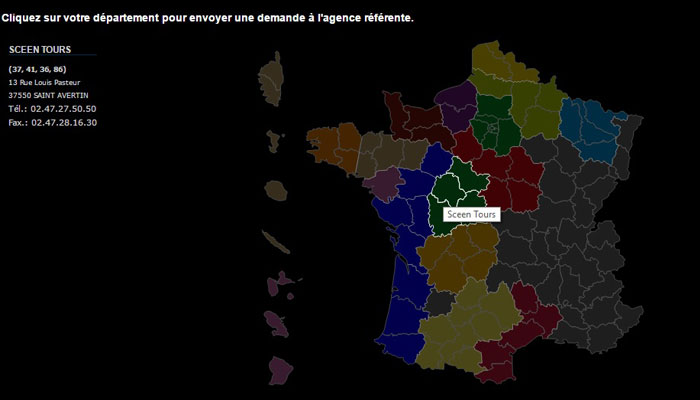 Cliquez sur votre département pour envoyer une demande à l'agence référente.
SCEEN TOURS
(37, 41, 36, 86)
13 Rue Louis Pasteur
37550 SAINT AVERTIN
Tél.: 02.47.27.50.50
Fax.: 02.47.28.16.30
Sceen Tours